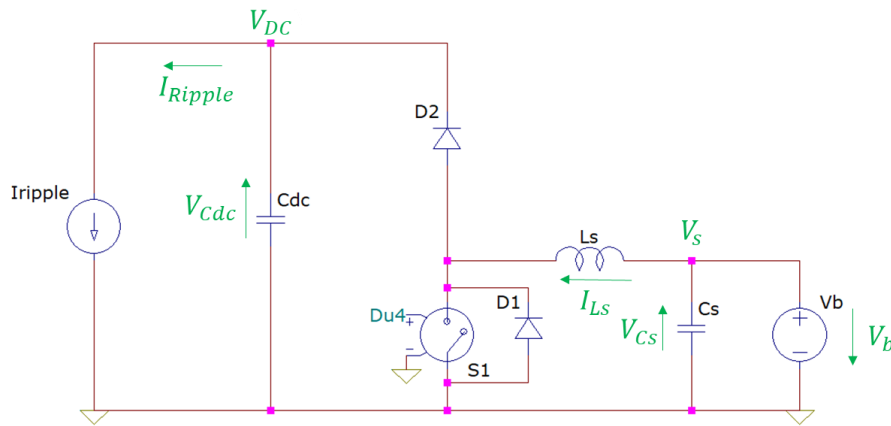 V_DC
I_Ripple
D2
Iripple
V_Cdc
Cdc
Ls
V_s
Du4
+
−
S1
D1
I_Ls
V_Cs
Cs
Vb
+
−
V_b